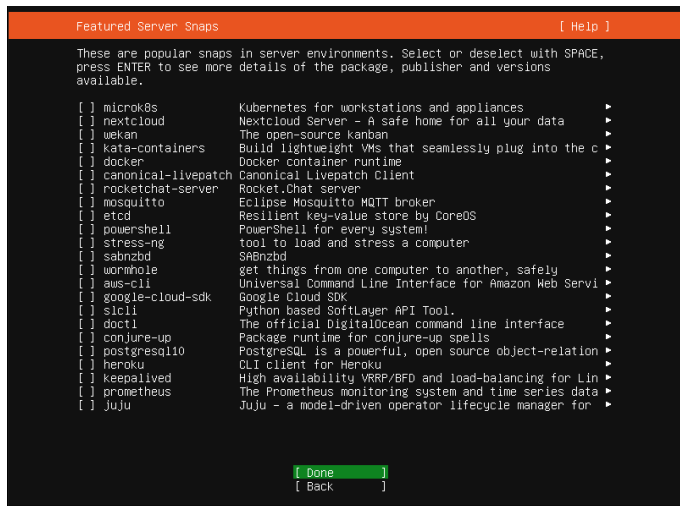 Featured Server Snaps [ Help ]
These are popular snaps in server environments. Select or deselect with SPACE,
press ENTER to see more details of the package, publisher and versions
available.
[ ] microk8s Kubernetes for workstations and appliances ▸
[ ] nextcloud Nextcloud Server - A safe home for all your data ▸
[ ] wekan The open-source kanban ▸
[ ] kata-containers Build lightweight VMs that seamlessly plug into the c ▸
[ ] docker Docker container runtime ▸
[ ] canonical-livepatch Canonical Livepatch Client ▸
[ ] rocketchat-server Rocket.Chat server ▸
[ ] mosquitto Eclipse Mosquitto MQTT broker ▸
[ ] etcd Resilient key-value store by CoreOS ▸
[ ] powershell PowerShell for every system! ▸
[ ] stress-ng tool to load and stress a computer ▸
[ ] sabnzbd SABnzbd ▸
[ ] wormhole get things from one computer to another, safely ▸
[ ] aws-cli Universal Command Line Interface for Amazon Web Servi ▸
[ ] google-cloud-sdk Google Cloud SDK ▸
[ ] slcli Python based SoftLayer API Tool. ▸
[ ] doctl The official DigitalOcean command line interface ▸
[ ] conjure-up Package runtime for conjure-up spells ▸
[ ] postgresql10 PostgreSQL is a powerful, open source object-relation ▸
[ ] heroku CLI client for Heroku ▸
[ ] keepalived High availability VRRP/BFD and load-balancing for Lin ▸
[ ] prometheus The Prometheus monitoring system and time series data ▸
[ ] juju Juju - a model-driven operator lifecycle manager for ▸
[ Done ]
[ Back ]